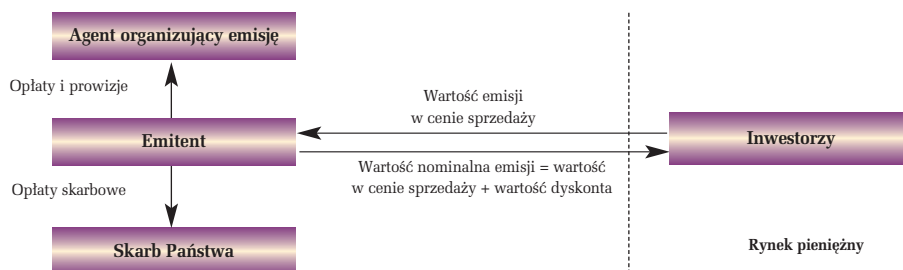 Agent organizujący emisję
Opłaty i prowizje
Wartość emisji
w cenie sprzedaży
Emitent
Inwestorzy
Wartość nominalna emisji = wartość
w cenie sprzedaży + wartość dyskonta
Opłaty skarbowe
Skarb Państwa
Rynek pieniężny